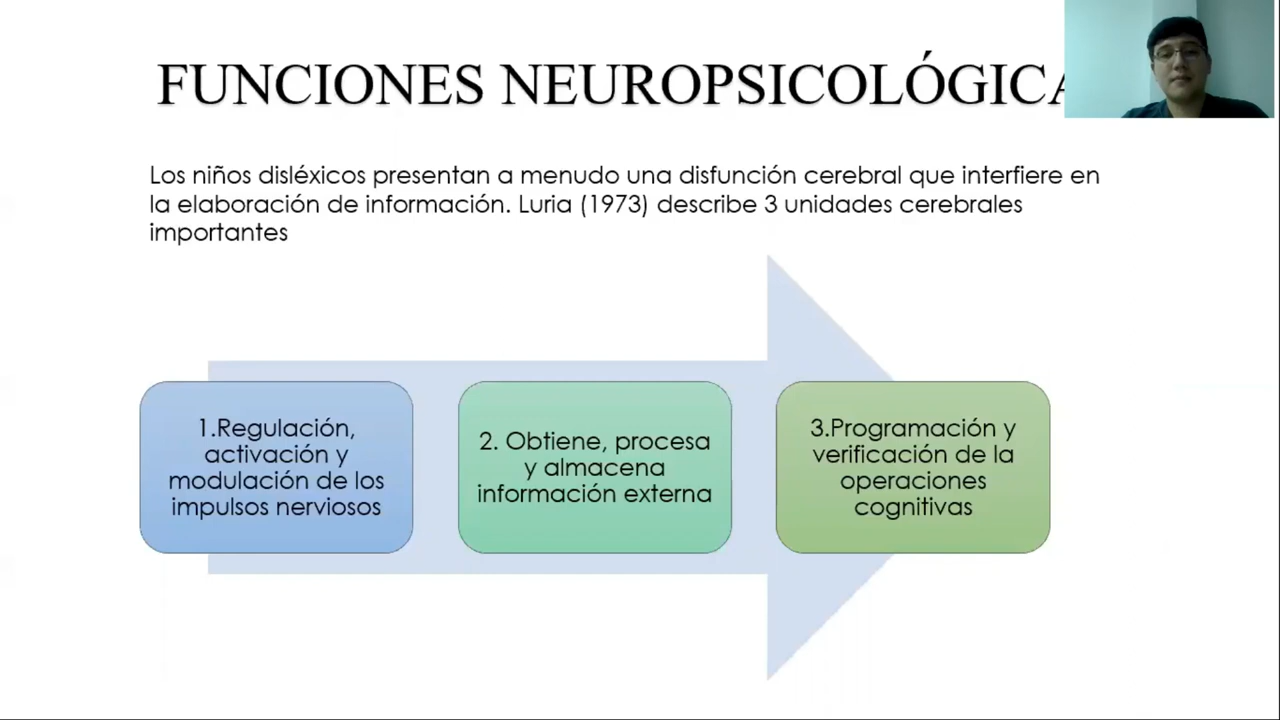 FUNCIONES NEUROPSICOLÓGICA
Los niños disléxicos presentan a menudo una disfunción cerebral que interfiere en
la elaboración de información. Luria (1973) describe 3 unidades cerebrales
importantes
1.Regulación,
activación y
modulación de los
impulsos nerviosos
2. Obtiene, procesa
y almacena
información externa
3.Programación y
verificación de la
operaciones
cognitivas